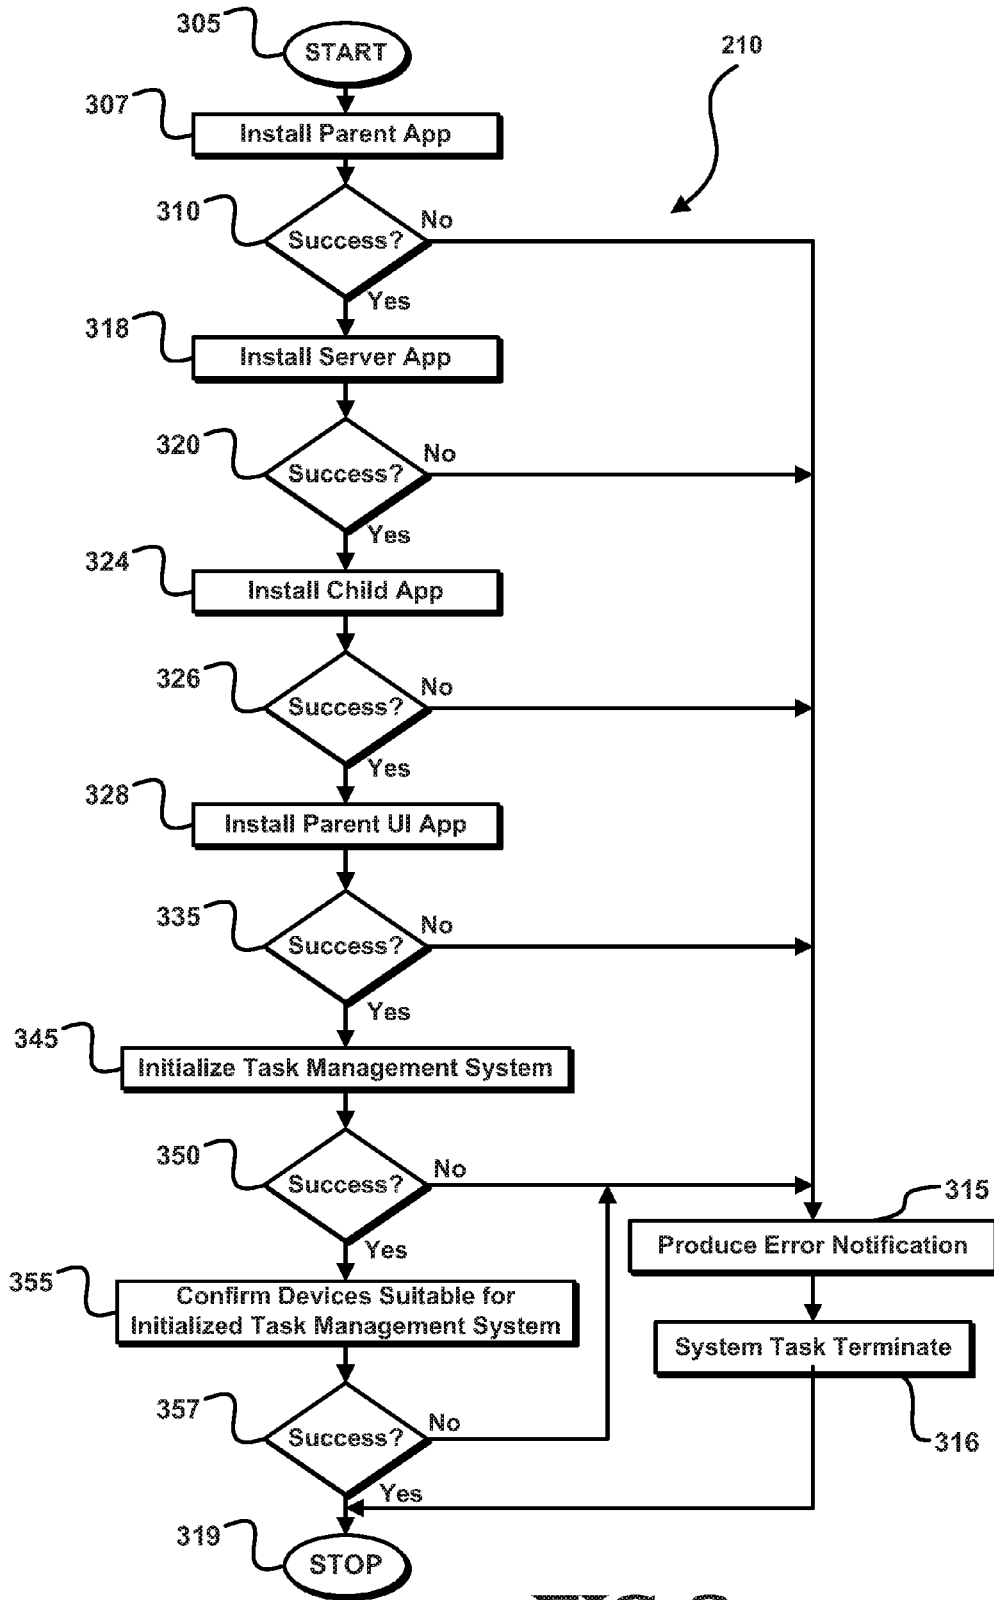 305
START
210
307
Install Parent App
310
Success?
No
Yes
318
Install Server App
320
Success?
No
Yes
324
Install Child App
326
Success?
No
Yes
328
Install Parent UI App
335
Success?
No
Yes
345
Initialize Task Management System
350
Success?
No
Yes
315
Produce Error Notification
355
Confirm Devices Suitable for
Initialized Task Management System
System Task Terminate
316
357
Success?
No
Yes
319
STOP